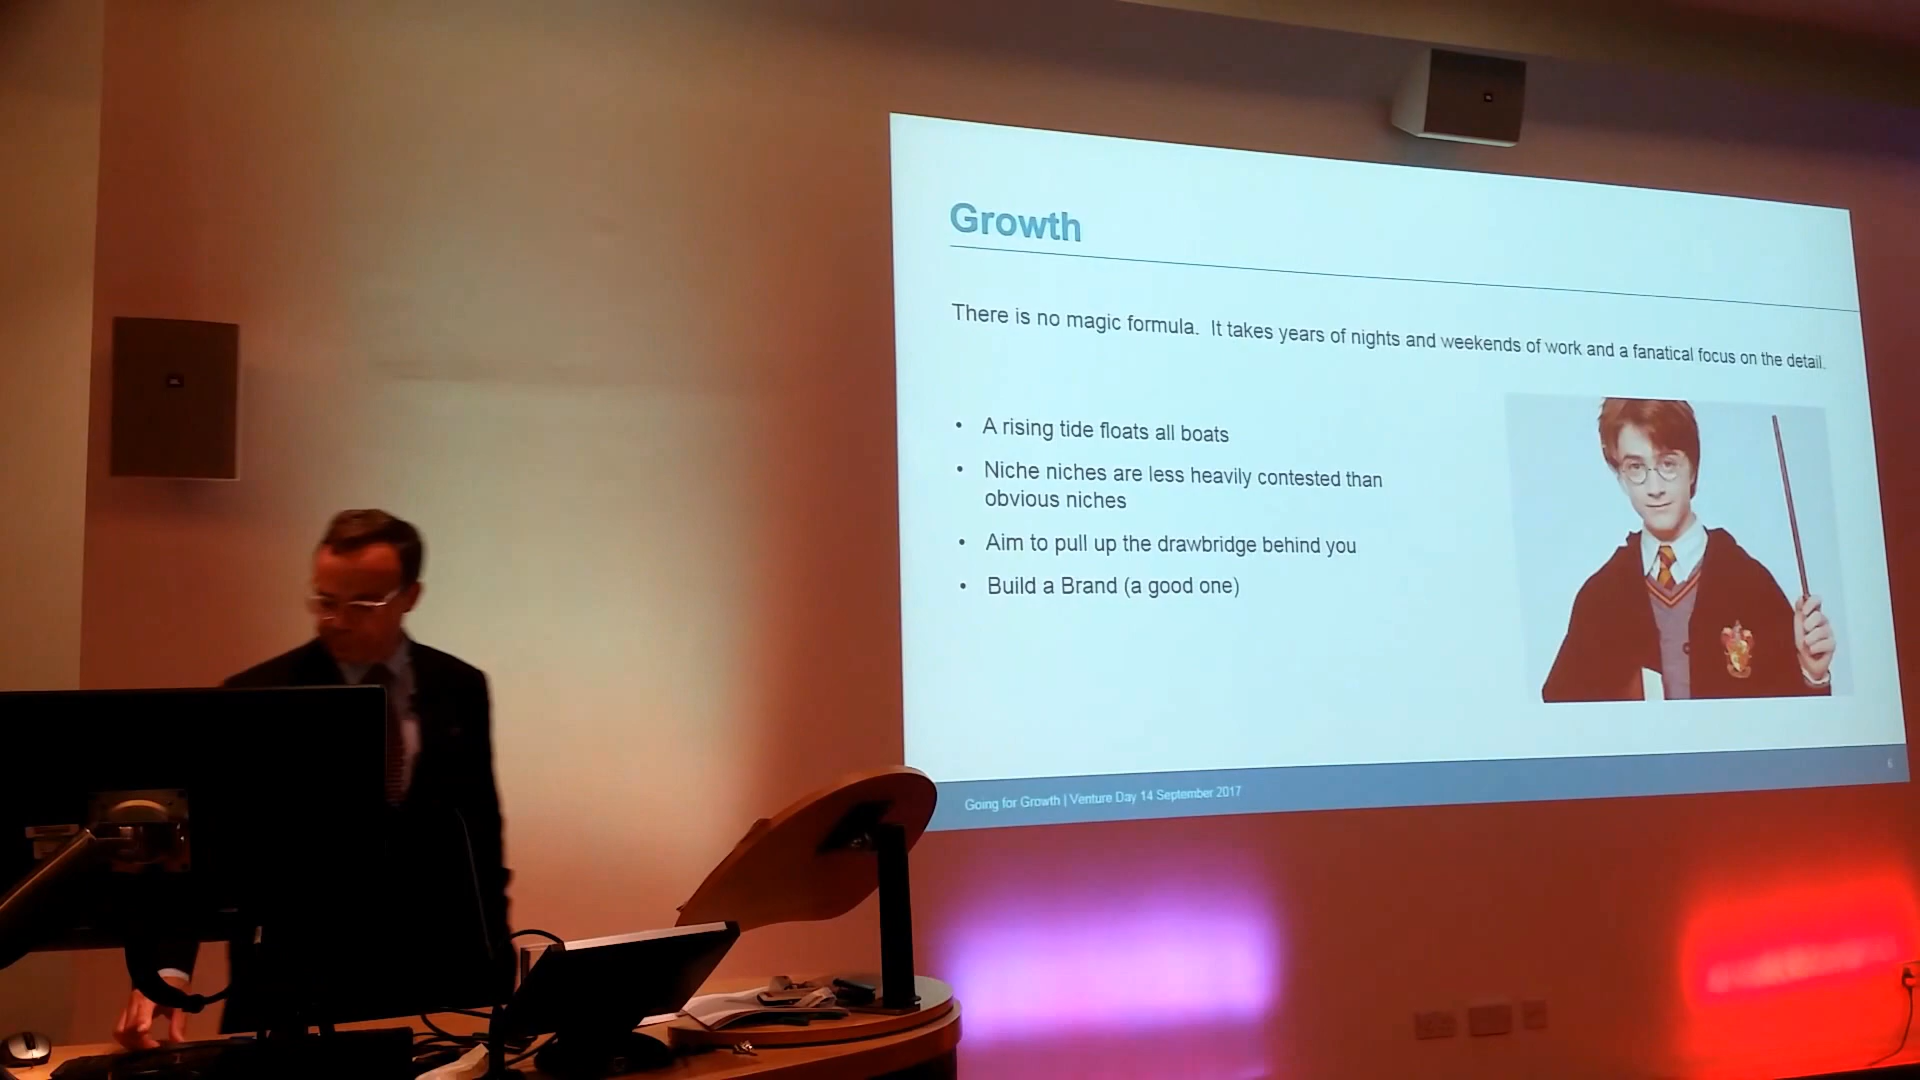 Growth
There is no magic formula. It takes years of nights and weekends of work and a fanatical focus on the detail.
• A rising tide floats all boats
• Niche niches are less heavily contested than
obvious niches
• Aim to pull up the drawbridge behind you
• Build a Brand (a good one)
Going for Growth | Venture Day 14 September 2017
6